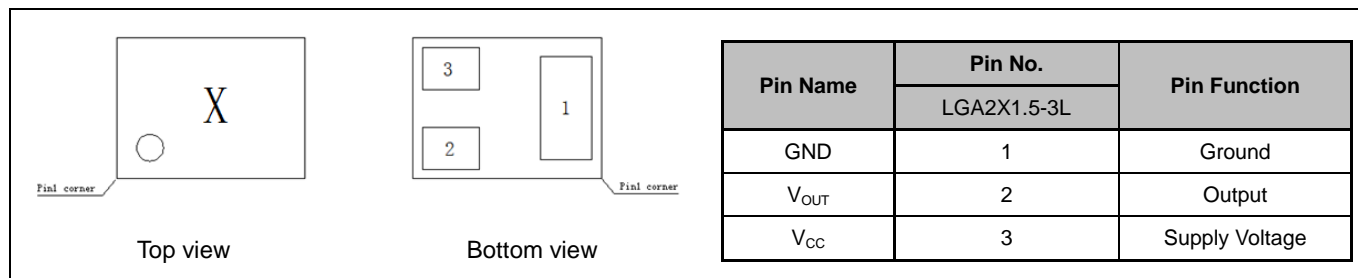 X
Pin1 corner
Top view
3
1
2
Pin1 corner
Bottom view
Pin Name
Pin No.
Pin Function
LGA2X1.5-3L
GND 1 Ground
VOUT 2 Output
VCC 3 Supply Voltage